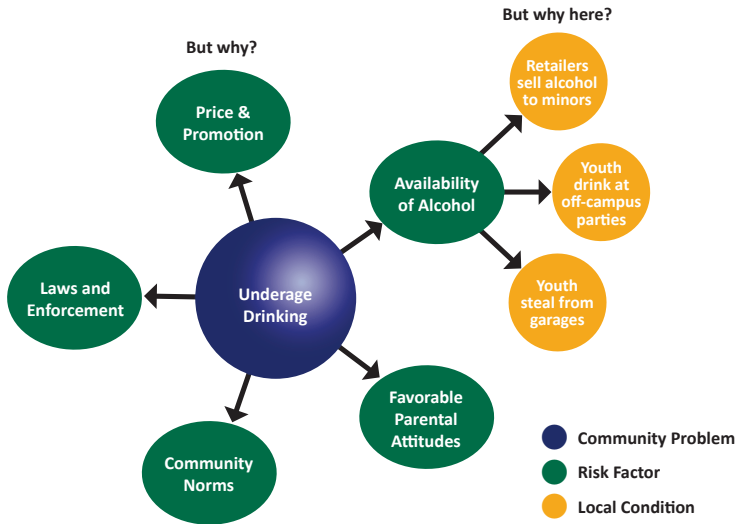 But why?
But why here?
Price &
Promotion
Retailers
sell alcohol
to minors
Availability
of Alcohol
Youth
drink at
off-campus
parties
Laws and
Enforcement
Underage
Drinking
Youth
steal from
garages
Favorable
Parental
Attitudes
Community
Norms
Community Problem
Risk Factor
Local Condition